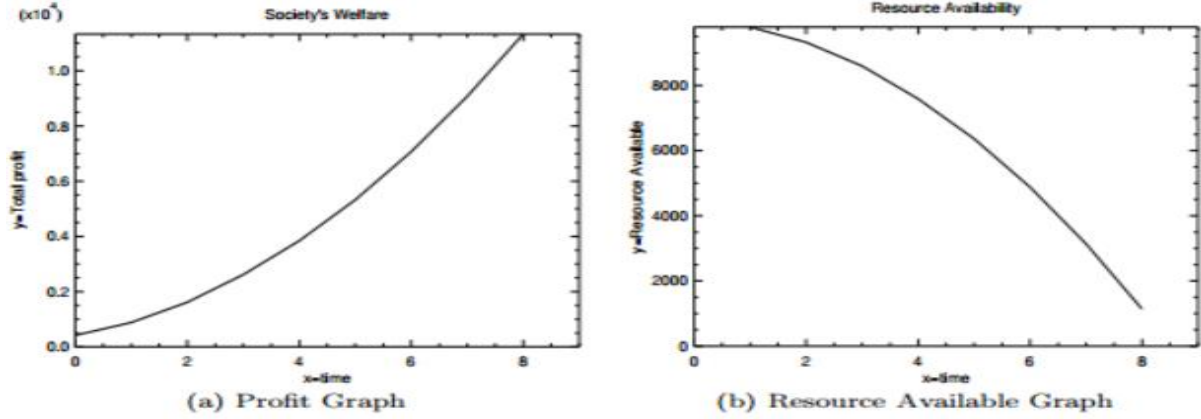 (x10⁴)
Society's Welfare
y=Total profit
1.0
0.8
0.6
0.4
0.2
0.0
0 2 4 6 8
x=time
(a) Profit Graph
Resource Availability
y=Resource Available
8000
6000
4000
2000
0
0 2 4 6 8
x=time
(b) Resource Available Graph